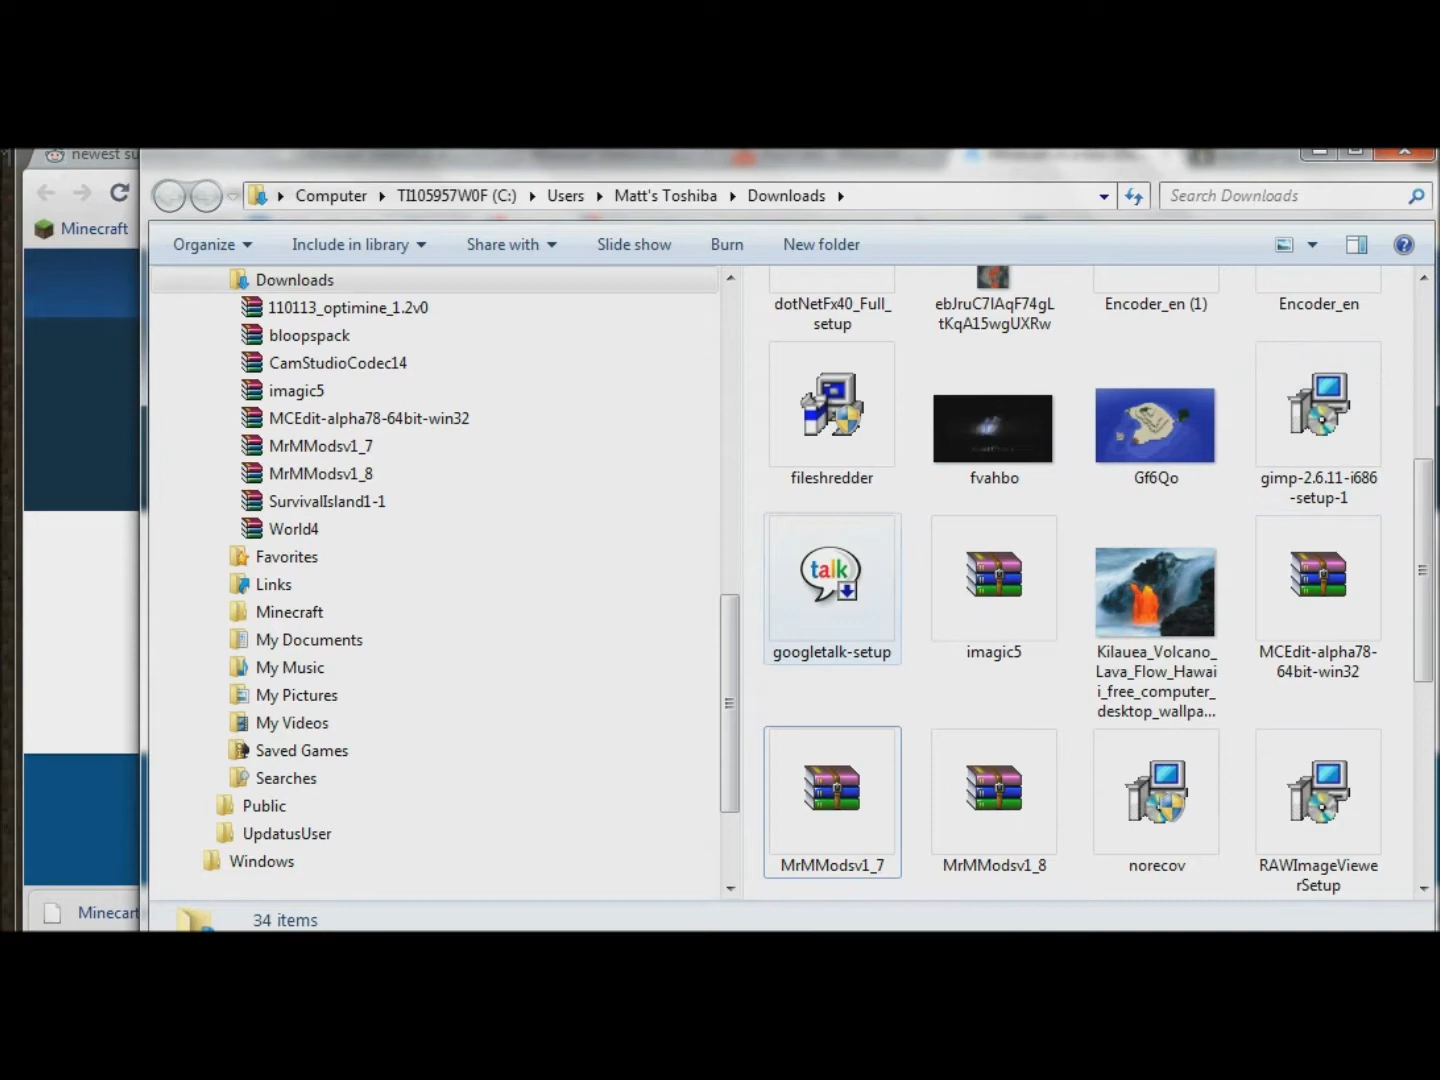 newest su
Computer TI105957W0F (C:) Users Matt's Toshiba Downloads
Search Downloads
Minecraft
Organize Include in library Share with Slide show Burn New folder
Downloads
110113_optimine_1.2v0
bloopspack
CamStudioCodec14
imagic5
MCEdit-alpha78-64bit-win32
MrMModsv1_7
MrMModsv1_8
SurvivalIsland1-1
World4
Favorites
Links
Minecraft
My Documents
My Music
My Pictures
My Videos
Saved Games
Searches
Public
UpdatusUser
Windows
dotNetFx40_Full_
setup
ebJruC7lAqF74gL
tKqA15wgUXRw
Encoder_en (1)
Encoder_en
fileshredder
fvahbo
Gf6Qo
gimp-2.6.11-i686
-setup-1
talk
googletalk-setup
imagic5
Kilauea_Volcano_
Lava_Flow_Hawai
i_free_computer_
desktop_wallpa...
MCEdit-alpha78-
64bit-win32
MrMModsv1_7
MrMModsv1_8
norecov
RAWImageViewe
rSetup
Minecart
34 items